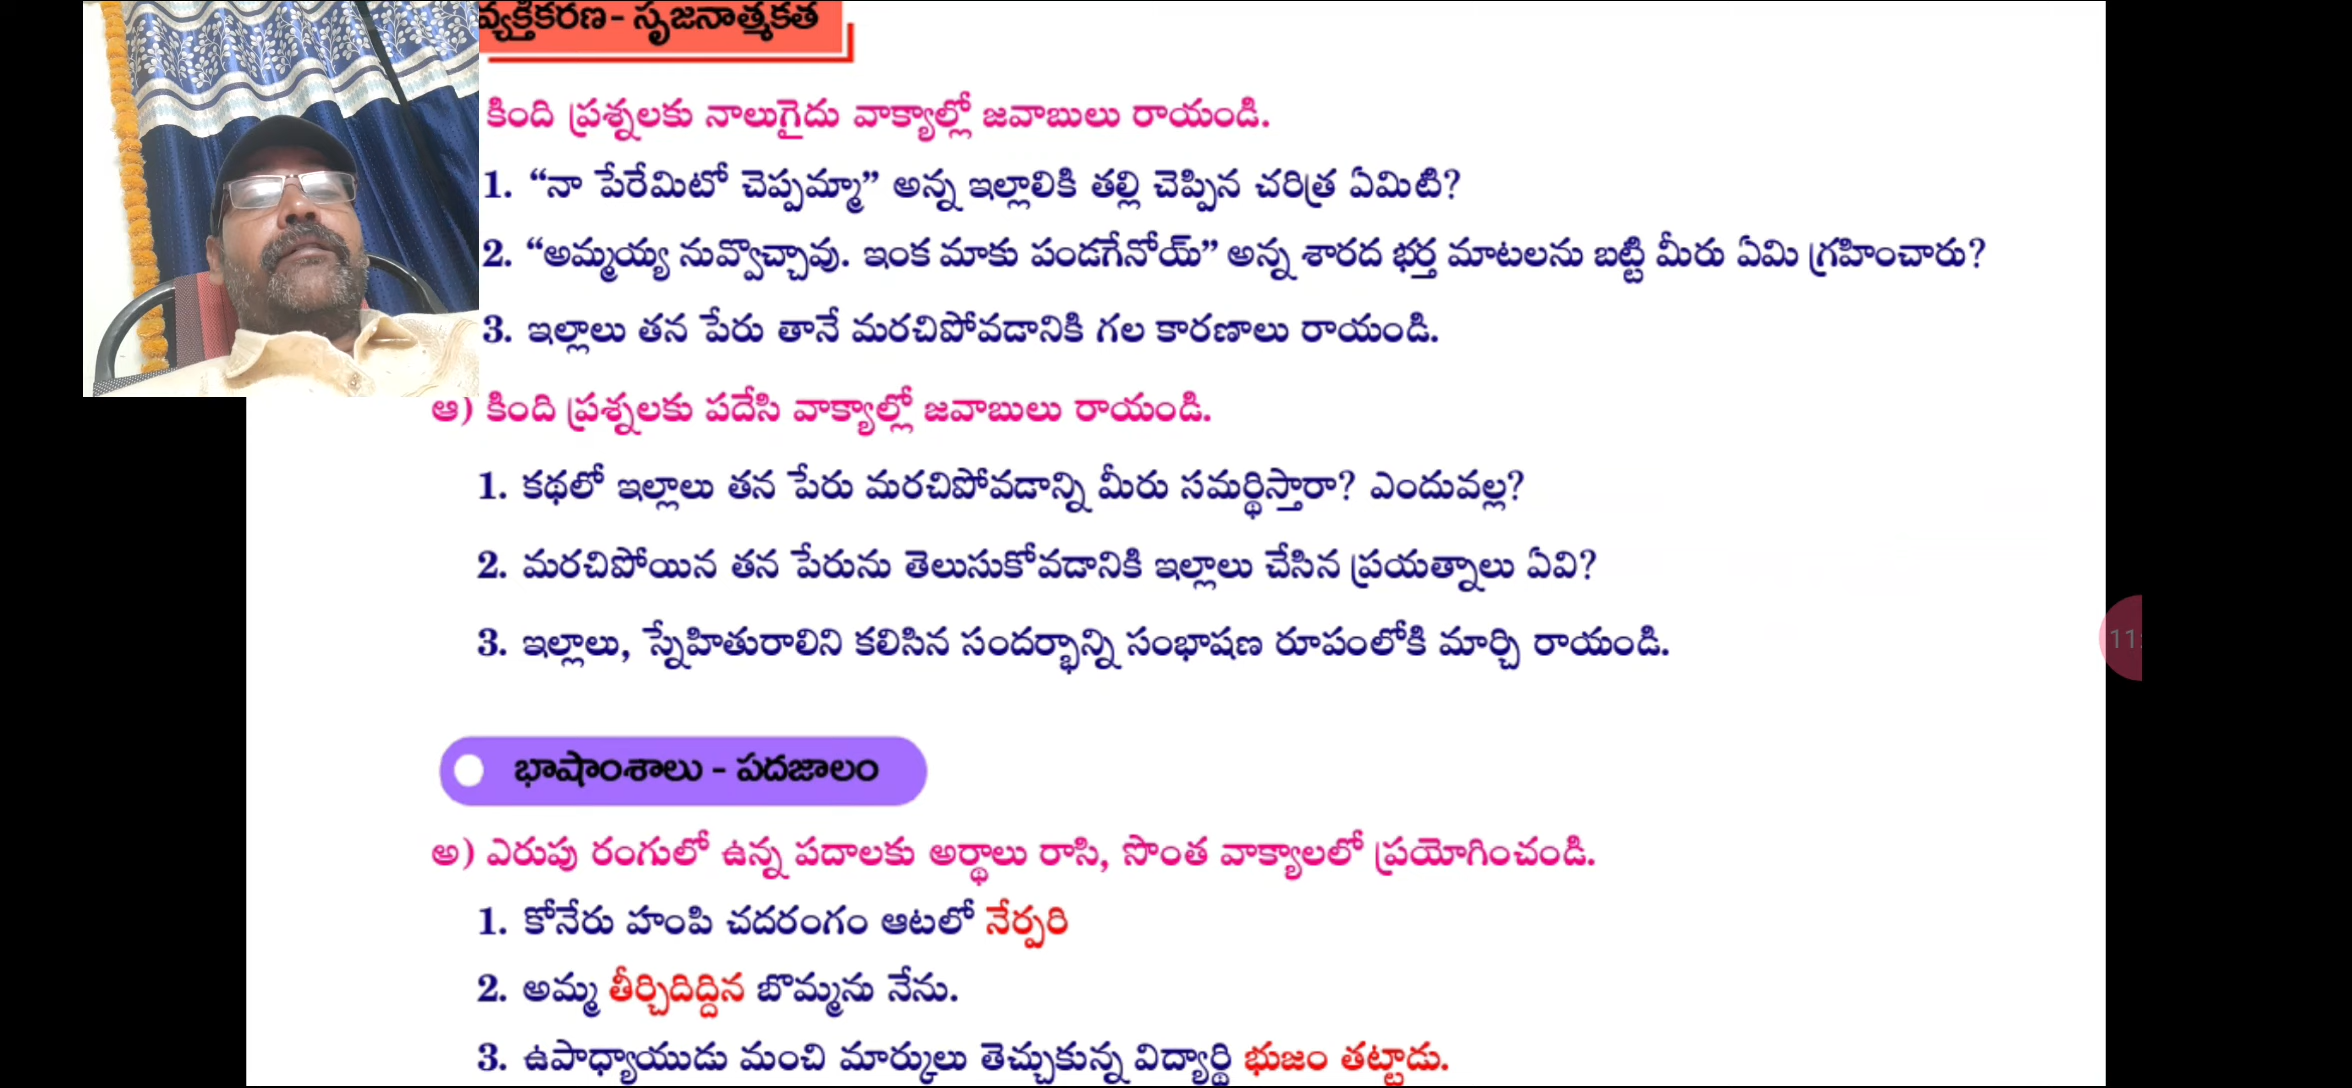 వ్యక్తీకరణ- సృజనాత్మకత
కింది ప్రశ్నలకు నాలుగైదు వాక్యాల్లో జవాబులు రాయండి.
1. “నా పేరేమిటో చెప్పమ్మా” అన్న ఇల్లాలికి తల్లి చెప్పిన చరిత్ర ఏమిటి?
2. “అమ్మయ్య నువ్వొచ్చావు. ఇంక మాకు పండగేనోయ్” అన్న శారద భర్త మాటలను బట్టి మీరు ఏమి గ్రహించారు?
3. ఇల్లాలు తన పేరు తానే మరచిపోవడానికి గల కారణాలు రాయండి.
ఆ) కింది ప్రశ్నలకు పదేసి వాక్యాల్లో జవాబులు రాయండి.
1. కథలో ఇల్లాలు తన పేరు మరచిపోవడాన్ని మీరు సమర్థిస్తారా? ఎందువల్ల?
2. మరచిపోయిన తన పేరును తెలుసుకోవడానికి ఇల్లాలు చేసిన ప్రయత్నాలు ఏవి?
3. ఇల్లాలు, స్నేహితురాలిని కలిసిన సందర్భాన్ని సంభాషణ రూపంలోకి మార్చి రాయండి.
11:
భాషాంశాలు - పదజాలం
అ) ఎరుపు రంగులో ఉన్న పదాలకు అర్థాలు రాసి, సొంత వాక్యాలలో ప్రయోగించండి.
1. కోనేరు హంపి చదరంగం ఆటలో నేర్పరి
2. అమ్మ తీర్చిదిద్దిన బొమ్మను నేను.
3. ఉపాధ్యాయుడు మంచి మార్కులు తెచ్చుకున్న విద్యార్థి భుజం తట్టాడు.